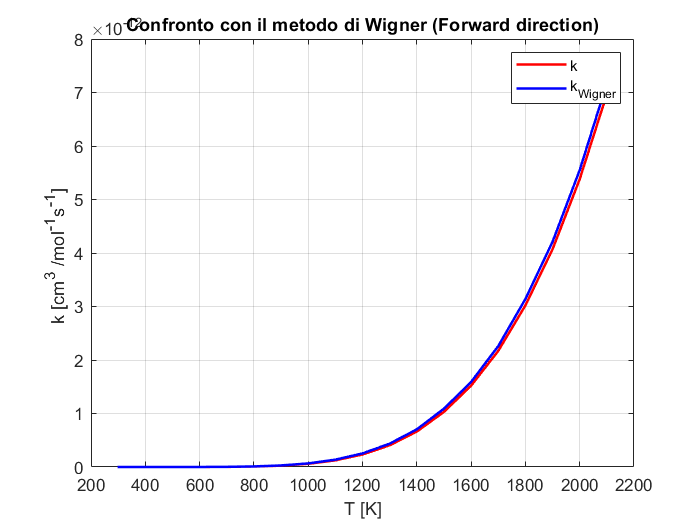 Confronto con il metodo di Wigner (Forward direction)
8
7
6
5
4
3
2
1
0
k [cm³ /mol⁻¹s⁻¹]
k
k_Wigner
200 400 600 800 1000 1200 1400 1600 1800 2000 2200
T [K]